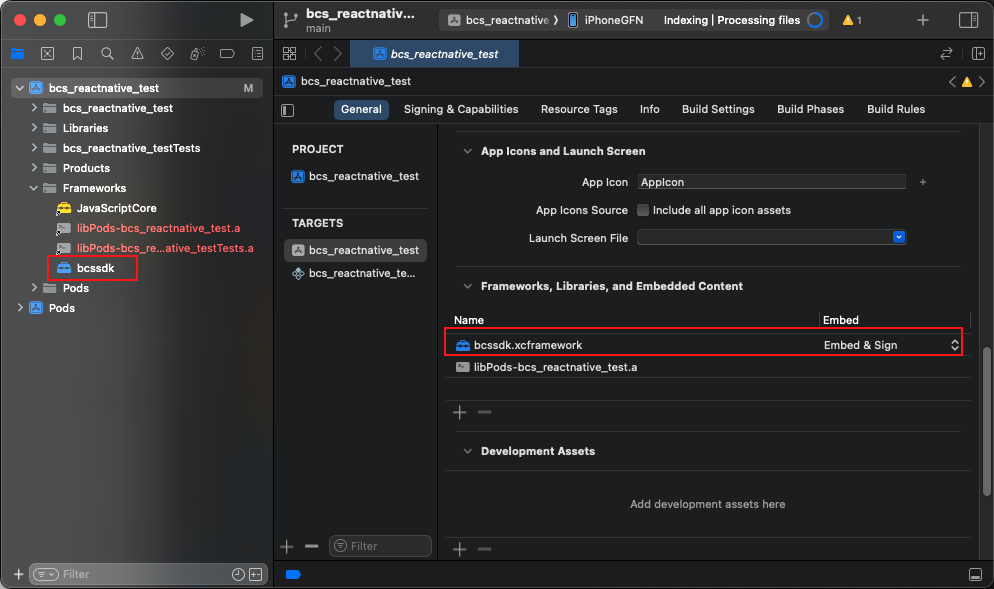 bcs_reactnativ...
main
bcs_reactnative
iPhoneGFN
Indexing | Processing files
1
bcs_reactnative_test
bcs_reactnative_test M
bcs_reactnative_test
Libraries
bcs_reactnative_testTests
Products
Frameworks
JavaScriptCore
libPods-bcs_reactnative_test.a
libPods-bcs_re...ative_testTests.a
bcssdk
Pods
Pods
Filter
bcs_reactnative_test
General
Signing & Capabilities
Resource Tags
Info
Build Settings
Build Phases
Build Rules
PROJECT
bcs_reactnative_test
TARGETS
bcs_reactnative_test
bcs_reactnative_te...
Filter
App Icons and Launch Screen
App Icon AppIcon
App Icons Source Include all app icon assets
Launch Screen File
Frameworks, Libraries, and Embedded Content
Name Embed
bcssdk.xcframework Embed & Sign
libPods-bcs_reactnative_test.a
Development Assets
Add development assets here